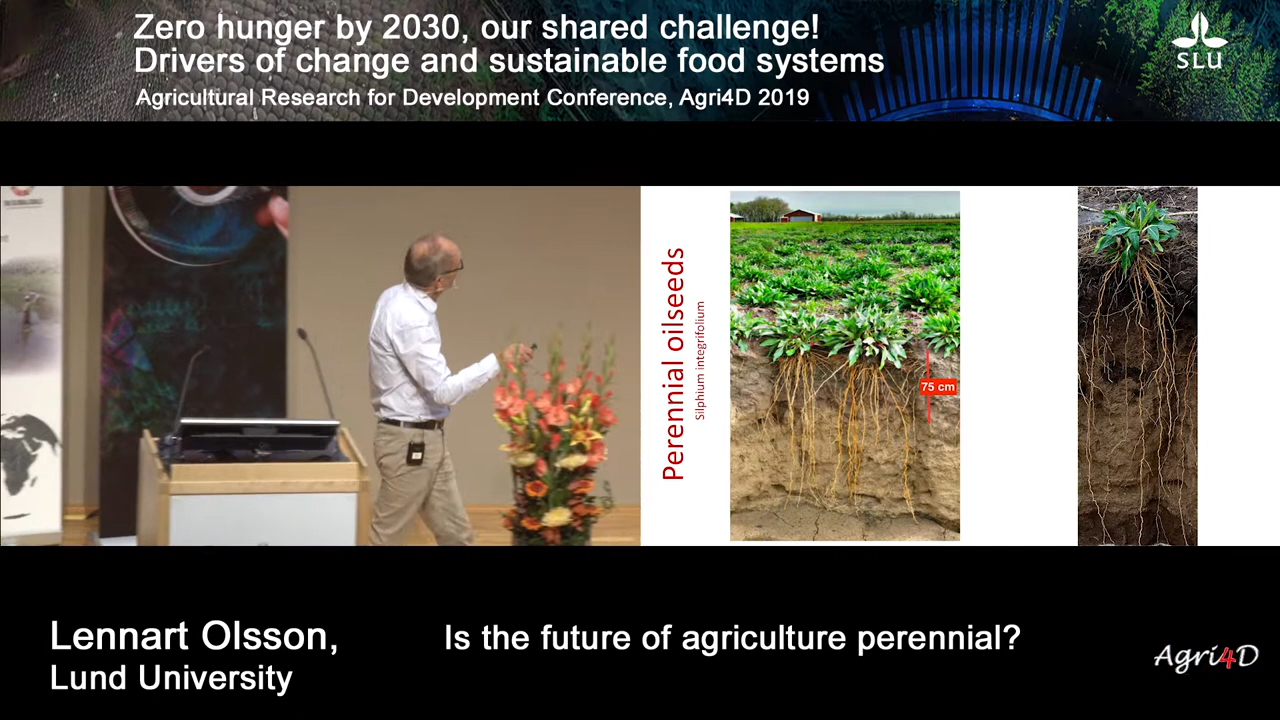 Zero hunger by 2030, our shared challenge!
Drivers of change and sustainable food systems
Agricultural Research for Development Conference, Agri4D 2019
SLU
Perennial oilseeds
Silphium integrifolium
75 cm
Lennart Olsson,
Lund University
Is the future of agriculture perennial?
Agri4D